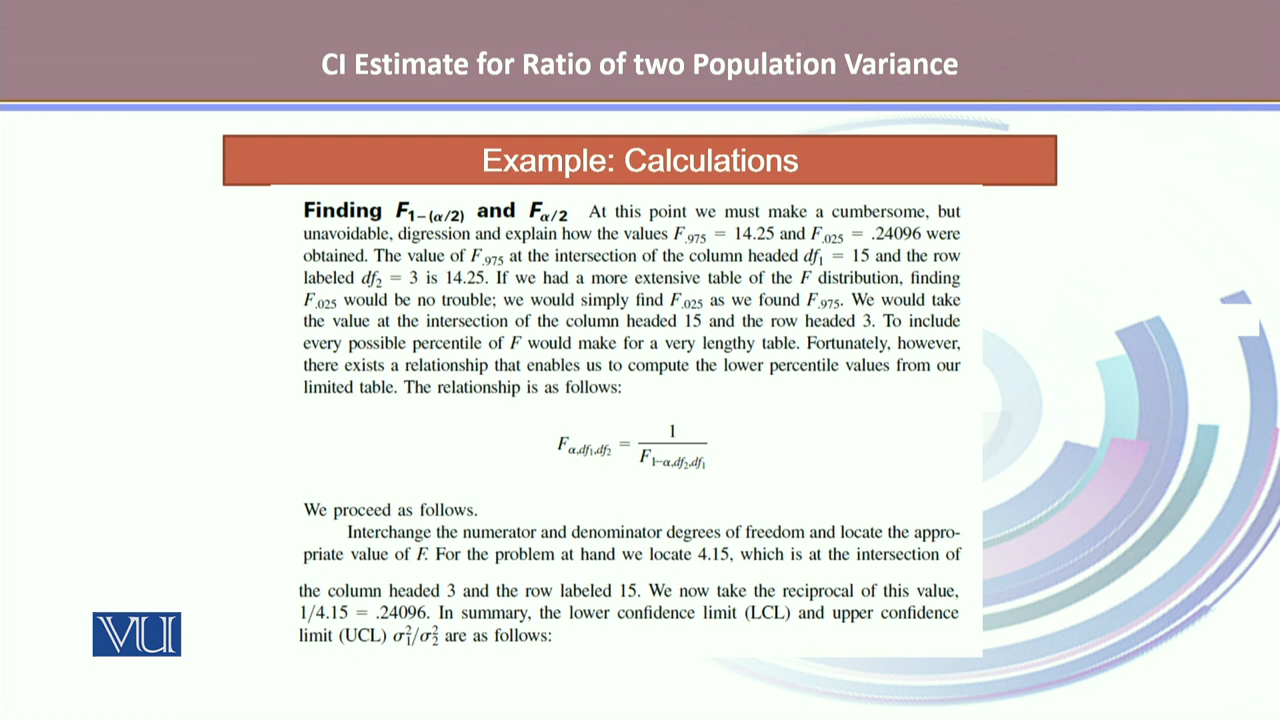 CI Estimate for Ratio of two Population Variance
Example: Calculations
Finding F1−(α/2) and Fα/2 At this point we must make a cumbersome, but
unavoidable, digression and explain how the values F.975 = 14.25 and F.025 = .24096 were
obtained. The value of F.975 at the intersection of the column headed df1 = 15 and the row
labeled df2 = 3 is 14.25. If we had a more extensive table of the F distribution, finding
F.025 would be no trouble; we would simply find F.025 as we found F.975. We would take
the value at the intersection of the column headed 15 and the row headed 3. To include
every possible percentile of F would make for a very lengthy table. Fortunately, however,
there exists a relationship that enables us to compute the lower percentile values from our
limited table. The relationship is as follows:
Fα,df1,df2 = 1 / F1−α,df2,df1
We proceed as follows.
Interchange the numerator and denominator degrees of freedom and locate the appro-
priate value of F. For the problem at hand we locate 4.15, which is at the intersection of
the column headed 3 and the row labeled 15. We now take the reciprocal of this value,
1/4.15 = .24096. In summary, the lower confidence limit (LCL) and upper confidence
limit (UCL) σ²1/σ²2 are as follows:
VU